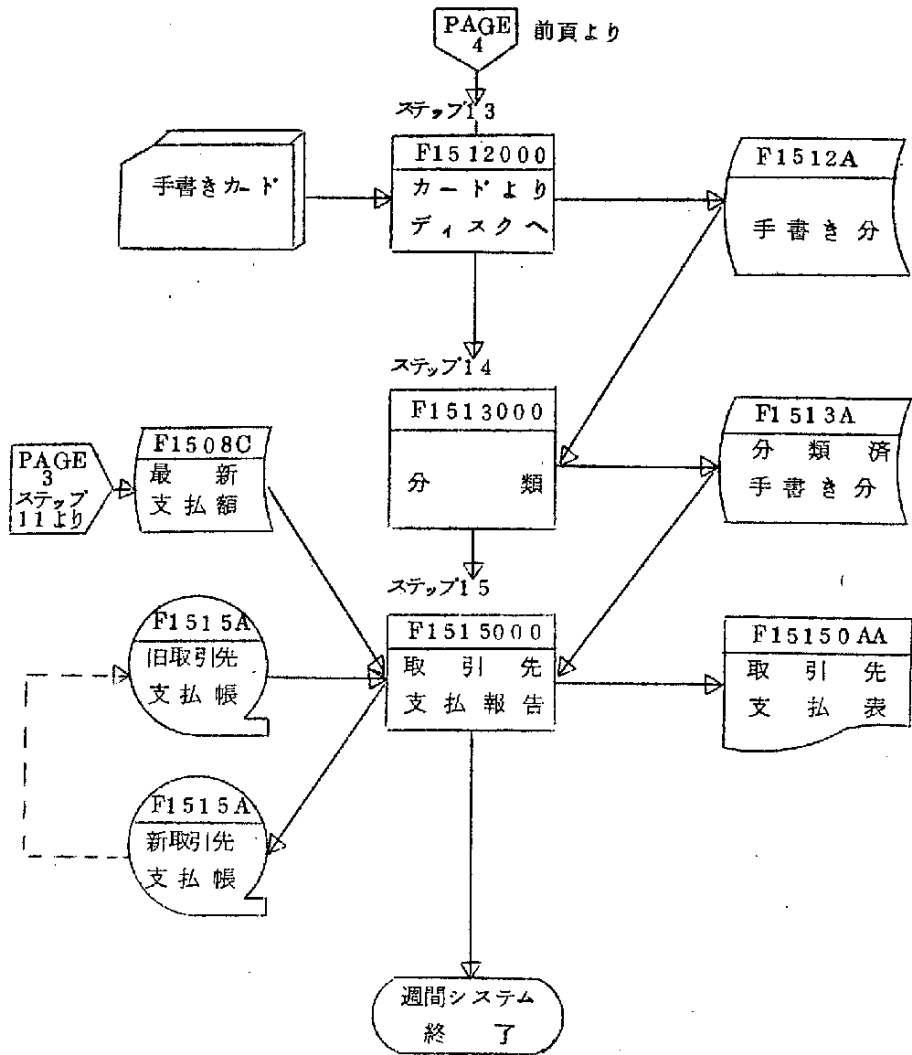 PAGE
4
前頁より
ステップ13
手書きカード
F1512000
カードより
ディスクへ
F1512A
手書き分
ステップ14
F1513000
分類
F1513A
分類済
手書き分
PAGE
3
ステップ
11より
F1508C
最新
支払額
ステップ15
F1515A
旧取引先
支払帳
F1515000
取引先
支払報告
F15150AA
取引先
支払表
F1515A
新取引先
支払帳
週間システム
終了